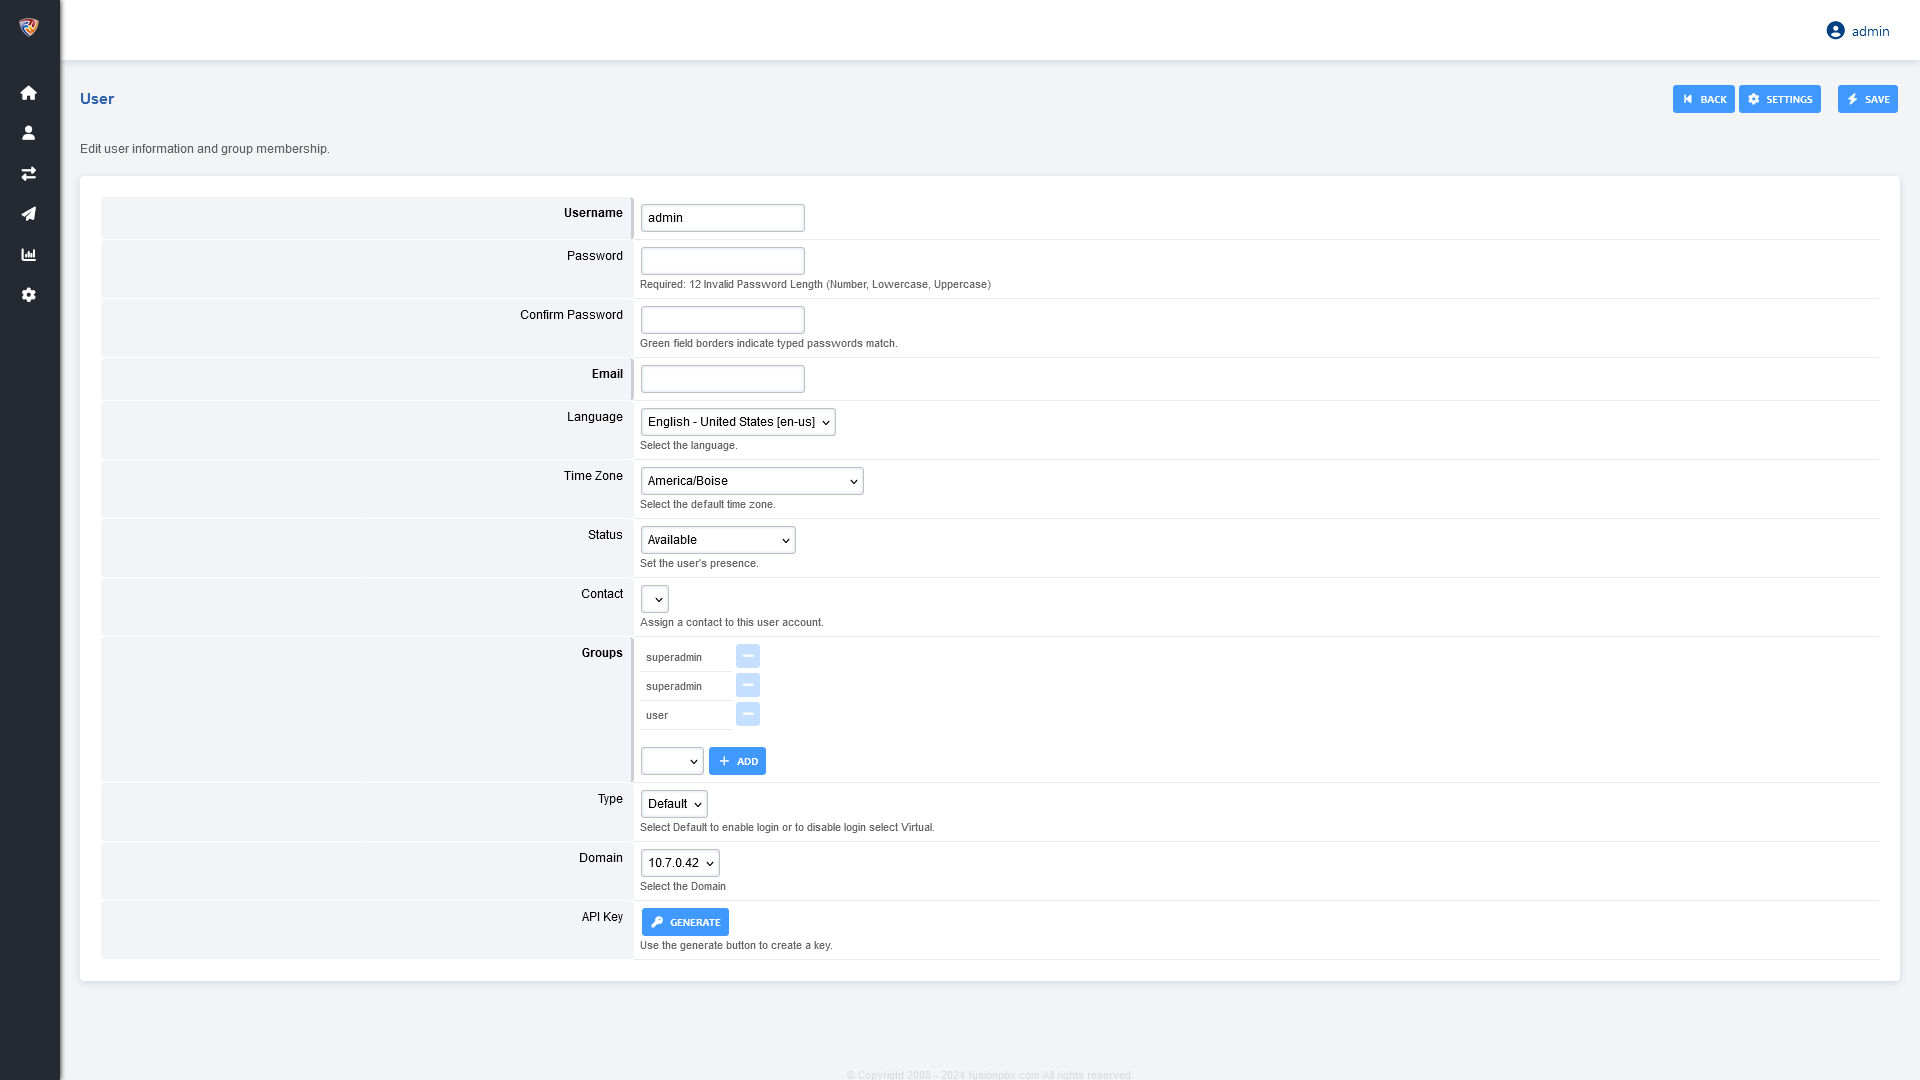 admin
User
BACK
SETTINGS
SAVE
Edit user information and group membership.
Username
admin
Password
Required: 12 Invalid Password Length (Number, Lowercase, Uppercase)
Confirm Password
Green field borders indicate typed passwords match.
Email
Language
English - United States [en-us]
Select the language.
Time Zone
America/Boise
Select the default time zone.
Status
Available
Set the user's presence.
Contact
Assign a contact to this user account.
Groups
superadmin
superadmin
user
ADD
Type
Default
Select Default to enable login or to disable login select Virtual.
Domain
10.7.0.42
Select the Domain
API Key
GENERATE
Use the generate button to create a key.
© Copyright 2008 - 2024 fusionpbx.com All rights reserved.